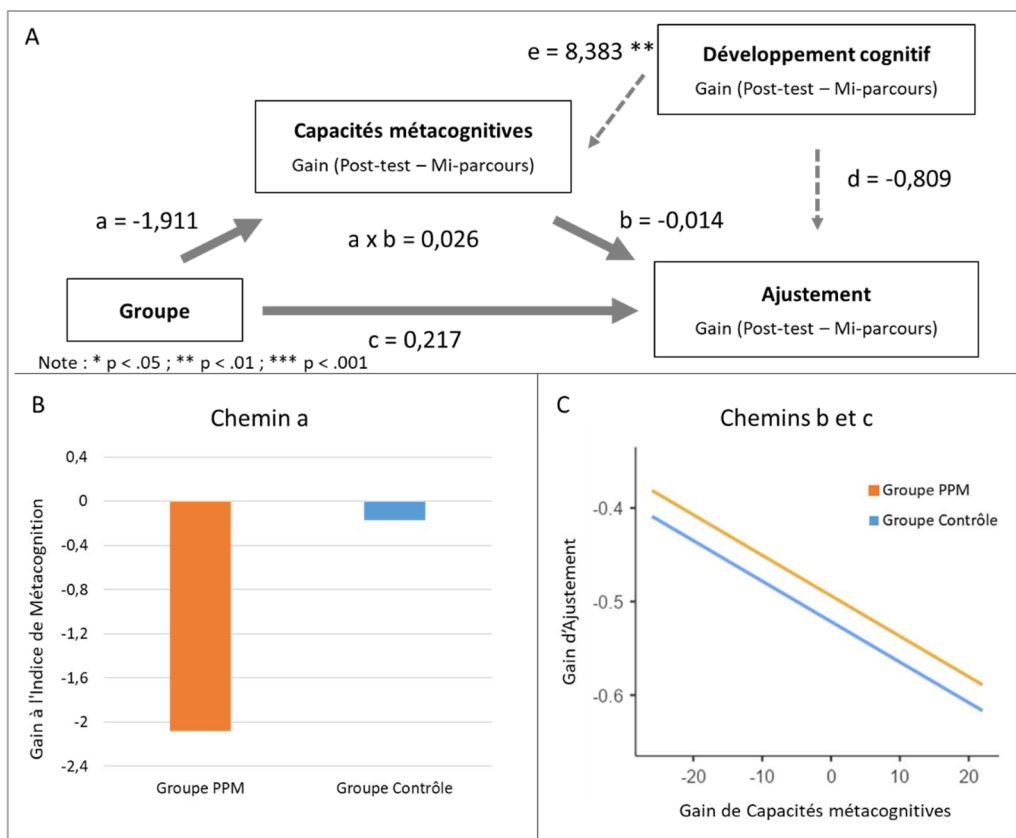 A
e = 8,383 **
Développement cognitif
Gain (Post-test – Mi-parcours)
Capacités métacognitives
Gain (Post-test – Mi-parcours)
d = -0,809
a = -1,911
b = -0,014
a x b = 0,026
Groupe
Ajustement
Gain (Post-test – Mi-parcours)
c = 0,217
Note : * p < .05 ; ** p < .01 ; *** p < .001
B
Chemin a
Gain à l'Indice de Métacognition
0,4
0
-0,4
-0,8
-1,2
-1,6
-2
-2,4
Groupe PPM
Groupe Contrôle
C
Chemins b et c
Groupe PPM
Groupe Contrôle
Gain d'Ajustement
-0.4
-0.5
-0.6
-20
-10
0
10
20
Gain de Capacités métacognitives